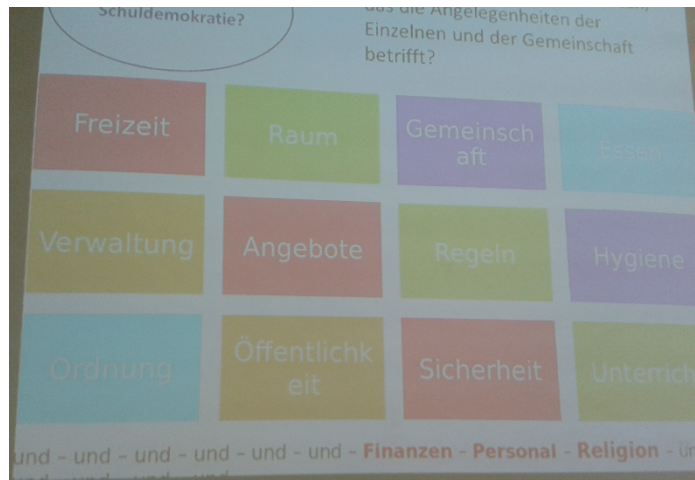 Schuldemokratie?
das die Angelegenheiten der
Einzelnen und der Gemeinschaft
betrifft?
Freizeit
Raum
Gemeinsch
aft
Essen
Verwaltung
Angebote
Regeln
Hygiene
Ordnung
Öffentlichk
eit
Sicherheit
Unterrich
und – und – und – und – und – und – Finanzen – Personal – Religion –